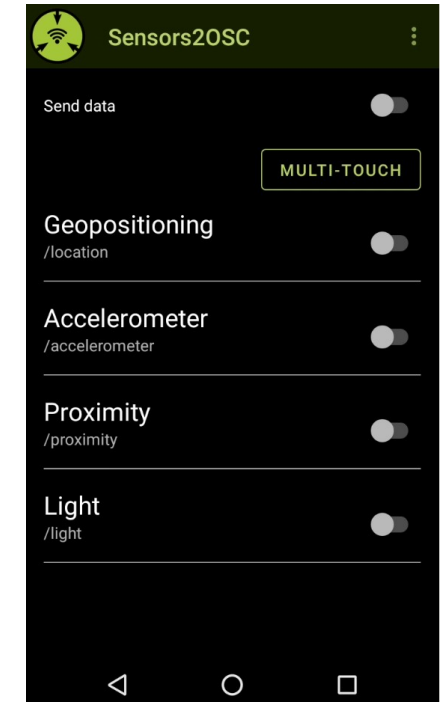 Sensors2OSC
Send data
MULTI-TOUCH
Geopositioning
/location
Accelerometer
/accelerometer
Proximity
/proximity
Light
/light